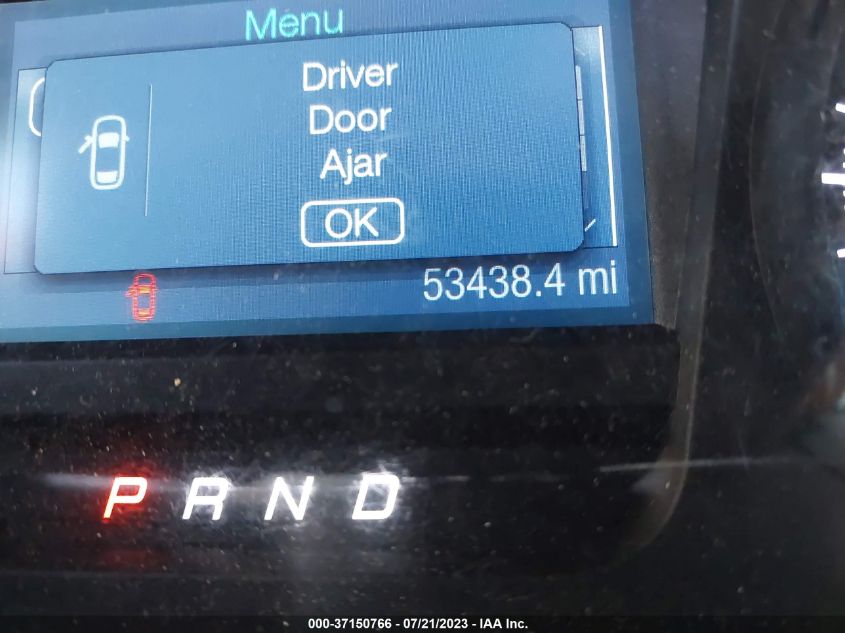 Menu
Driver
Door
Ajar
OK
53438.4 mi
P R N D
000-37150766 - 07/21/2023 - IAA Inc.